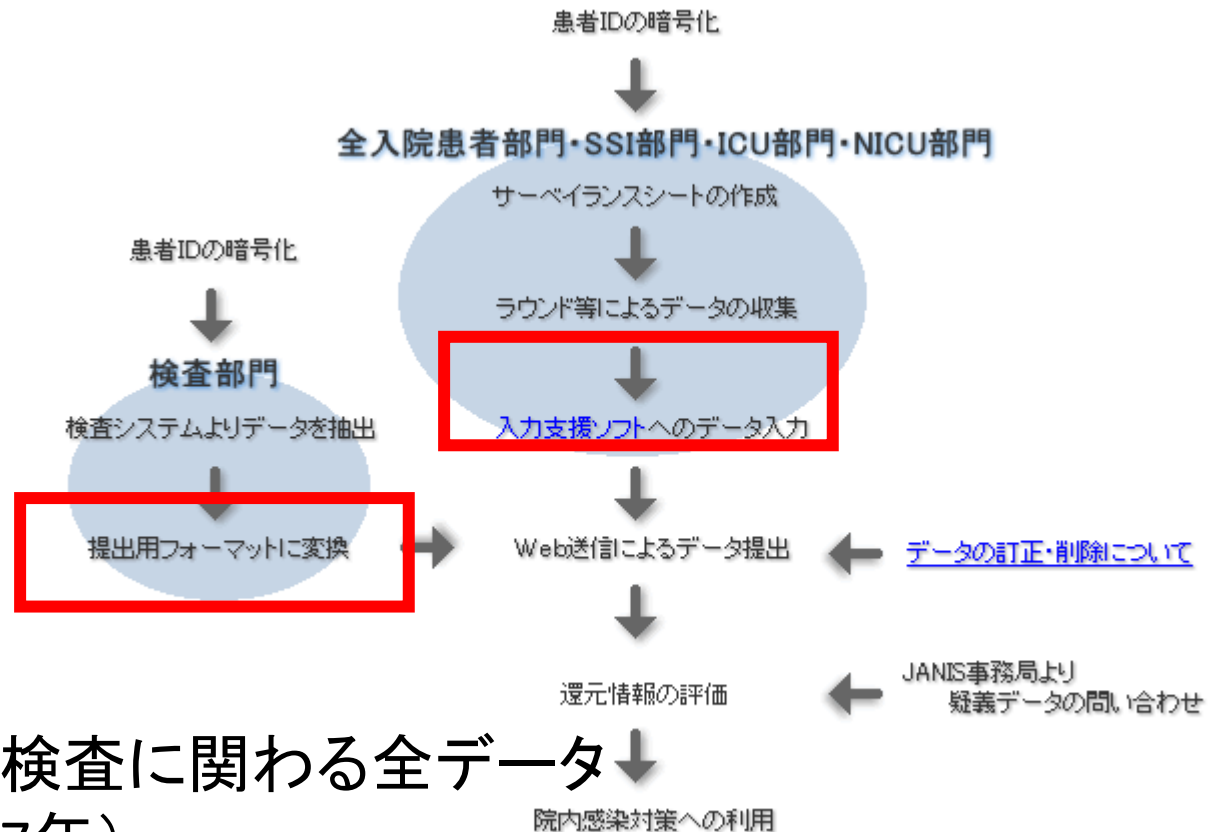 患者IDの暗号化
全入院患者部門・SSI部門・ICU部門・NICU部門
サーベイランスシートの作成
ラウンド等によるデータの収集
入力支援ソフトへのデータ入力
患者IDの暗号化
検査部門
検査システムよりデータを抽出
提出用フォーマットに変換
Web送信によるデータ提出
データの訂正・削除について
還元情報の評価
JANIS事務局より
疑義データの問い合わせ
検査に関わる全データ
院内感染対策への利用